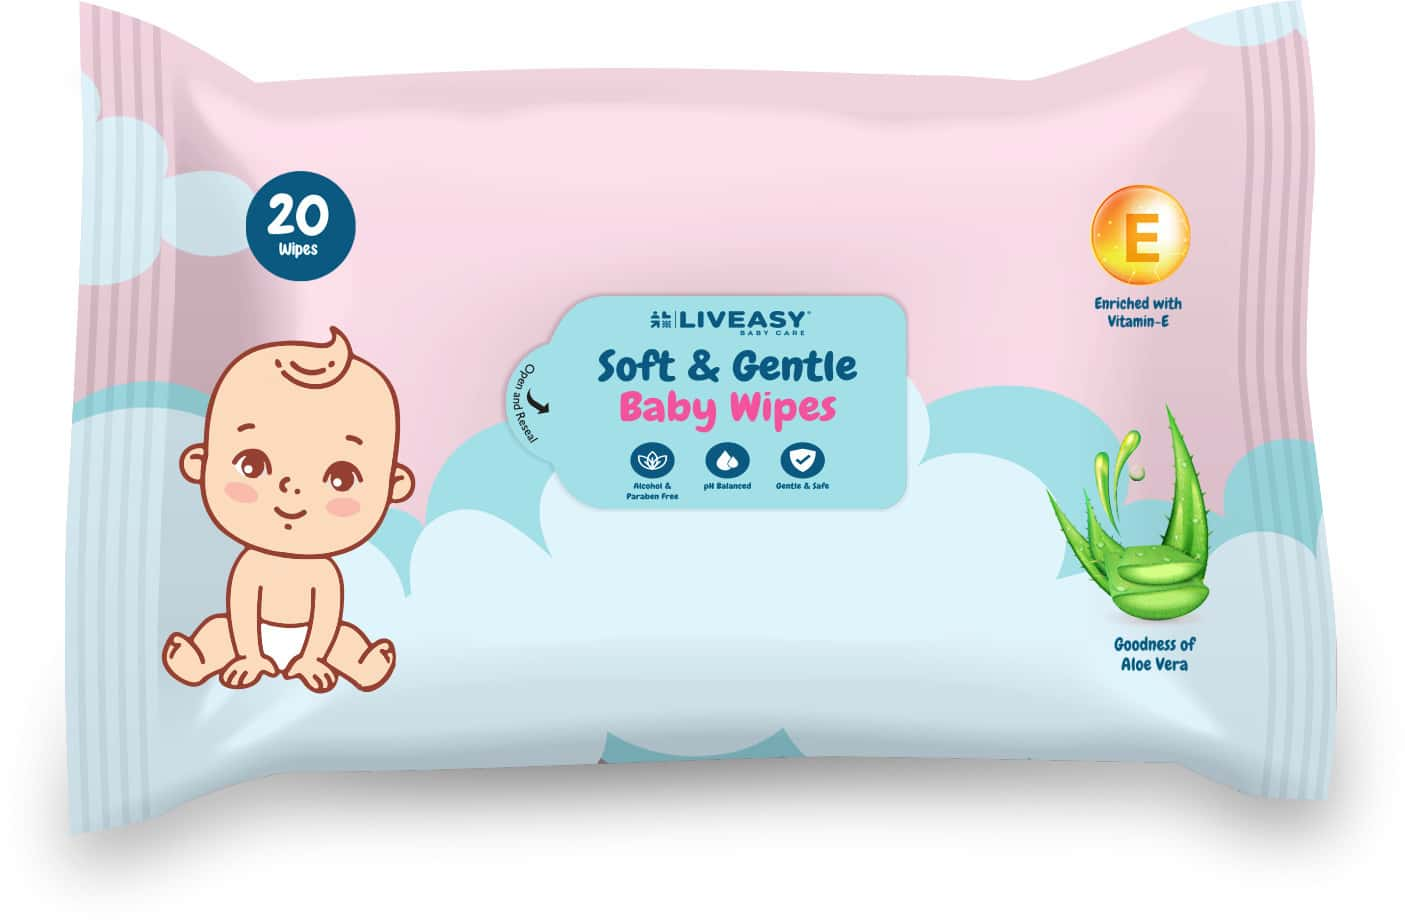 20
Wipes
E
Enriched with
Vitamin-E
LIVEASY
BABY CARE
Soft & Gentle
Baby Wipes
Open and Reseal
Alcohol &
Paraben Free
pH Balanced
Gentle & Safe
Goodness of
Aloe Vera